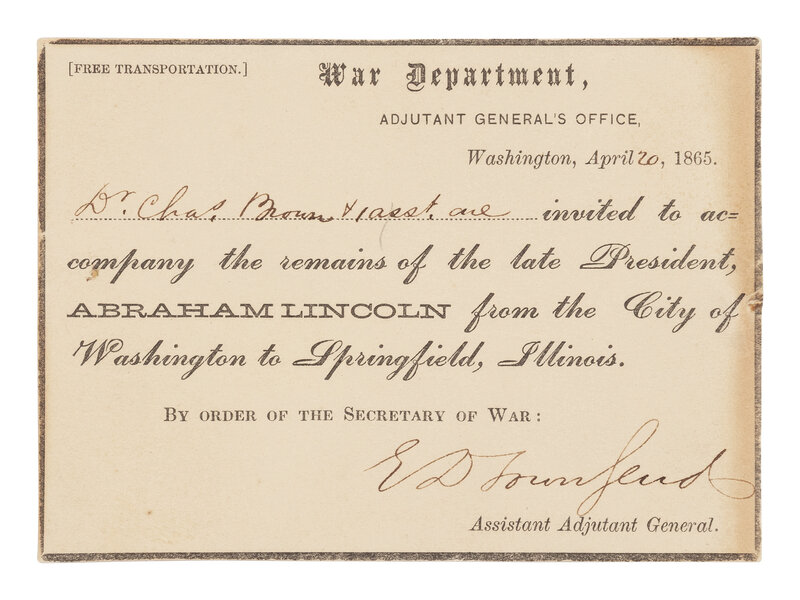 [FREE TRANSPORTATION.]
War Department,
ADJUTANT GENERAL'S OFFICE,
Washington, April 20, 1865.
Dr. Chas. Brown & 1 asst. are invited to ac=
company the remains of the late President,
ABRAHAM LINCOLN from the City of
Washington to Springfield, Illinois.
BY ORDER OF THE SECRETARY OF WAR:
E D Townsend
Assistant Adjutant General.